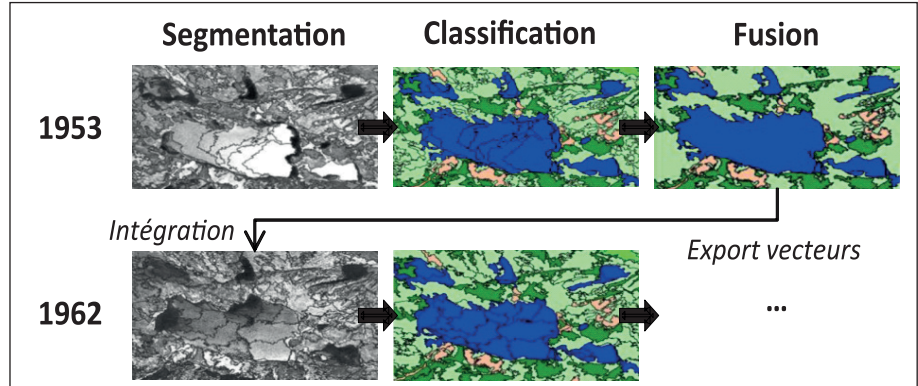 Segmentation Classification Fusion
1953
Intégration
Export vecteurs
1962
...